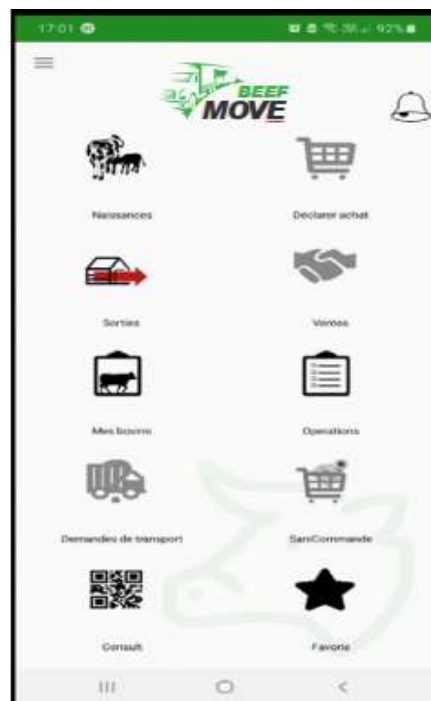 17:01
92%
BEEF
MOVE
Naissances
Déclarer achat
Sorties
Ventes
Mes bovins
Operations
Demandes de transport
SaniCommande
Consult
Favoris